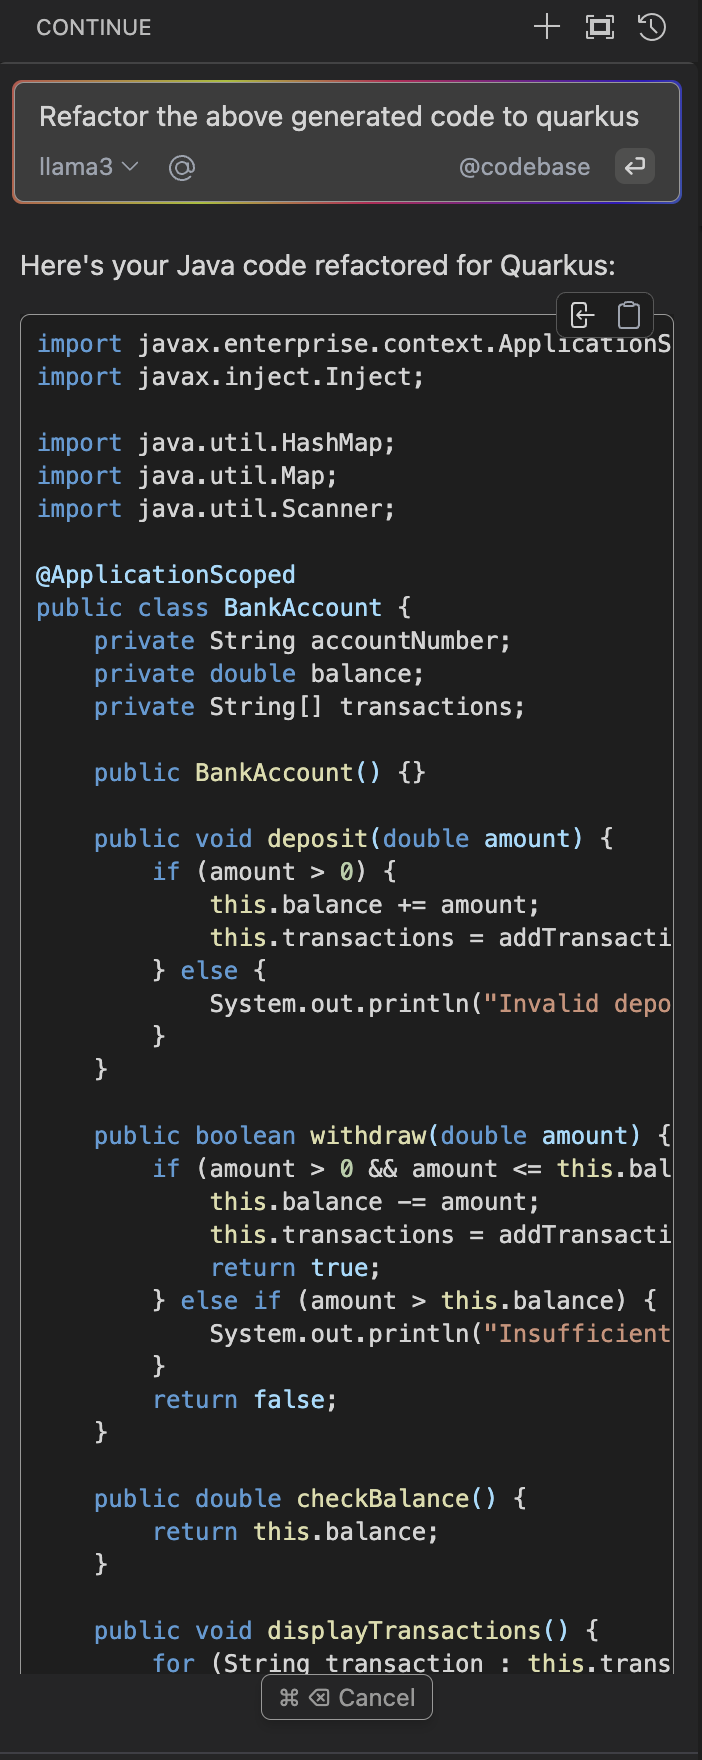 CONTINUE
Refactor the above generated code to quarkus
llama3 @ @codebase
Here's your Java code refactored for Quarkus:
import javax.enterprise.context.ApplicationS
import javax.inject.Inject;
import java.util.HashMap;
import java.util.Map;
import java.util.Scanner;
@ApplicationScoped
public class BankAccount {
    private String accountNumber;
    private double balance;
    private String[] transactions;
    public BankAccount() {}
    public void deposit(double amount) {
        if (amount > 0) {
            this.balance += amount;
            this.transactions = addTransacti
        } else {
            System.out.println("Invalid depo
        }
    }
    public boolean withdraw(double amount) {
        if (amount > 0 && amount <= this.bal
            this.balance -= amount;
            this.transactions = addTransacti
            return true;
        } else if (amount > this.balance) {
            System.out.println("Insufficient
        }
        return false;
    }
    public double checkBalance() {
        return this.balance;
    }
    public void displayTransactions() {
        for (String transaction : this.trans
⌘ ⌫ Cancel